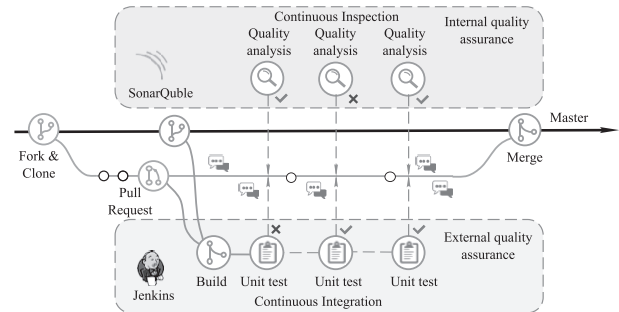 Continuous Inspection
Internal quality
assurance
Quality
analysis
Quality
analysis
Quality
analysis
SonarQuble
Master
Fork &
Clone
Merge
Pull
Request
External quality
assurance
Jenkins
Build
Unit test
Unit test
Unit test
Continuous Integration